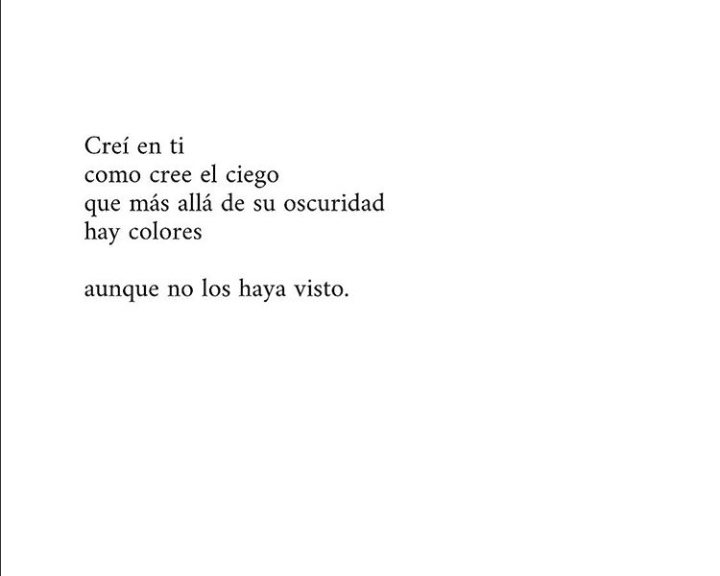 Creí en ti
como cree el ciego
que más allá de su oscuridad
hay colores
aunque no los haya visto.